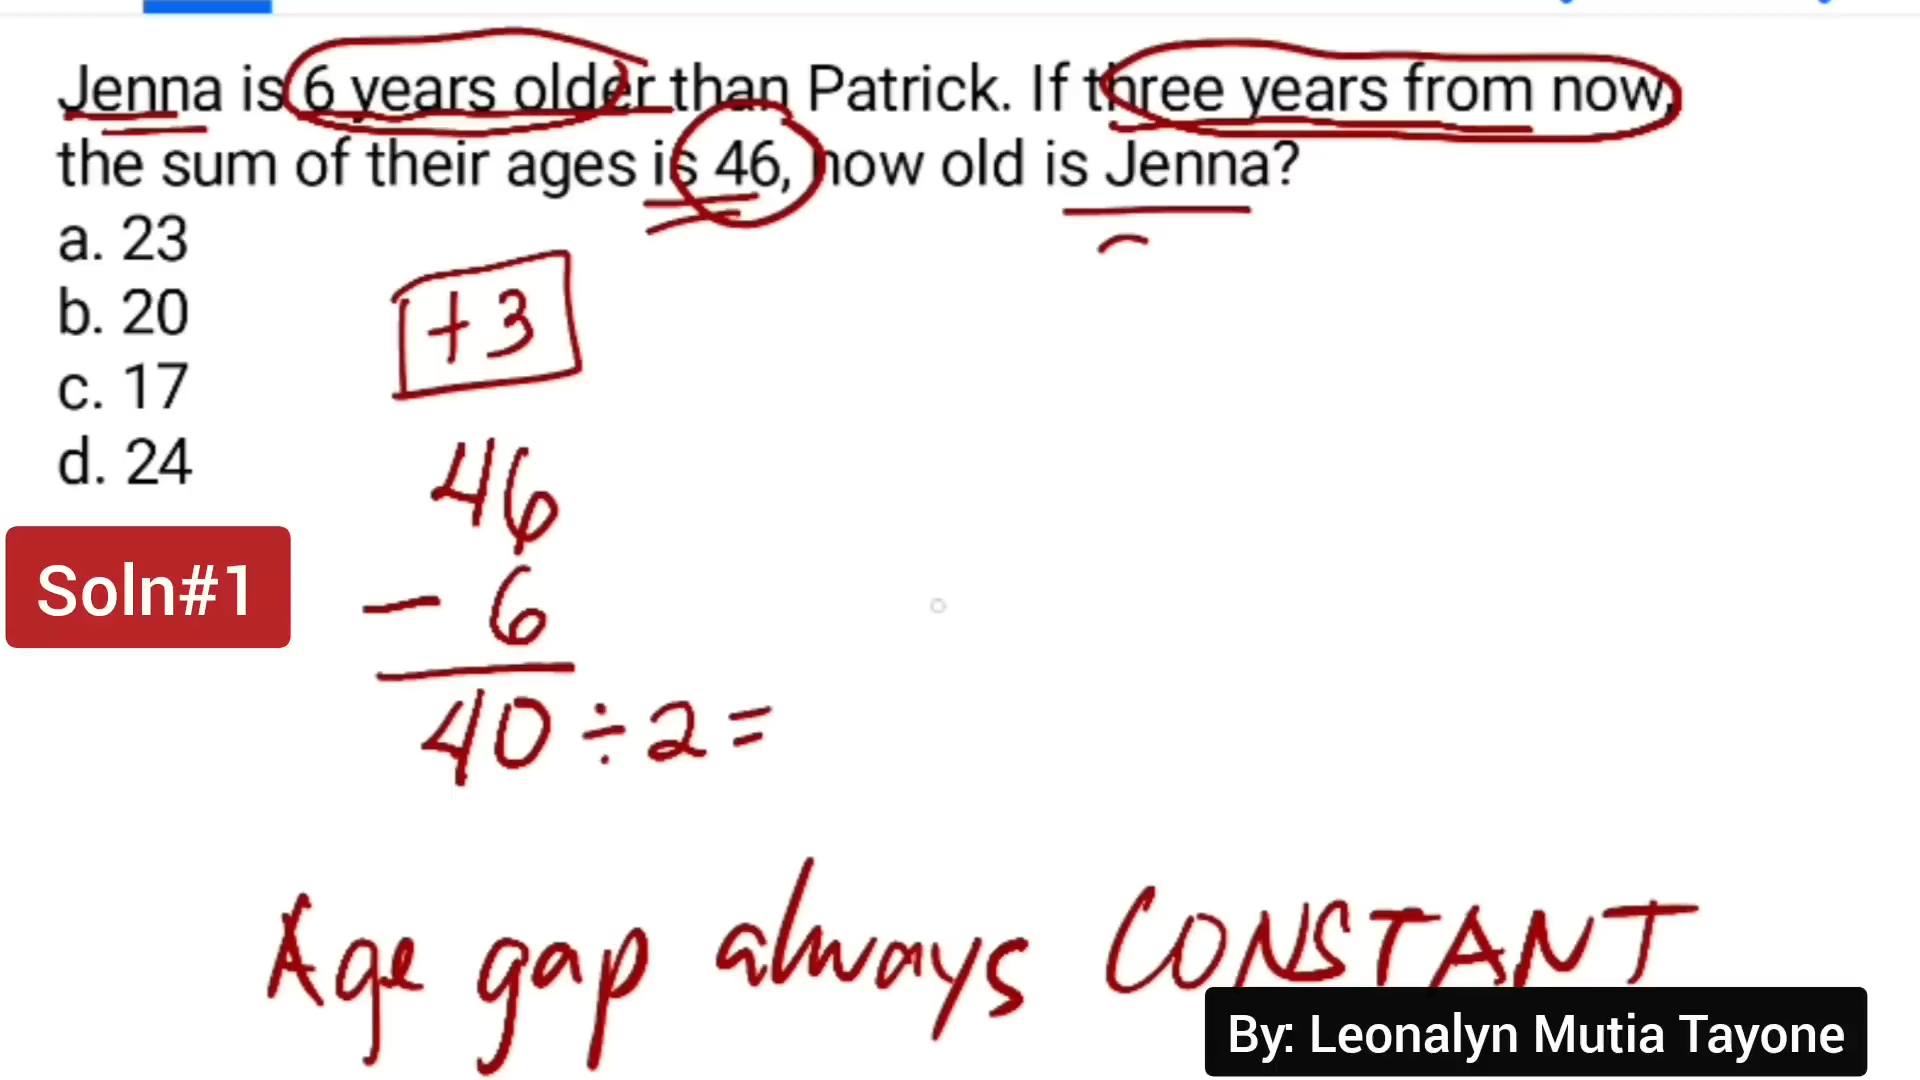 Jenna is 6 years older than Patrick. If three years from now,
the sum of their ages is 46, how old is Jenna?
a. 23
b. 20
c. 17
d. 24
+3
46
Soln#1
- 6
40 ÷ 2 =
Age gap always CONSTANT
By: Leonalyn Mutia Tayone